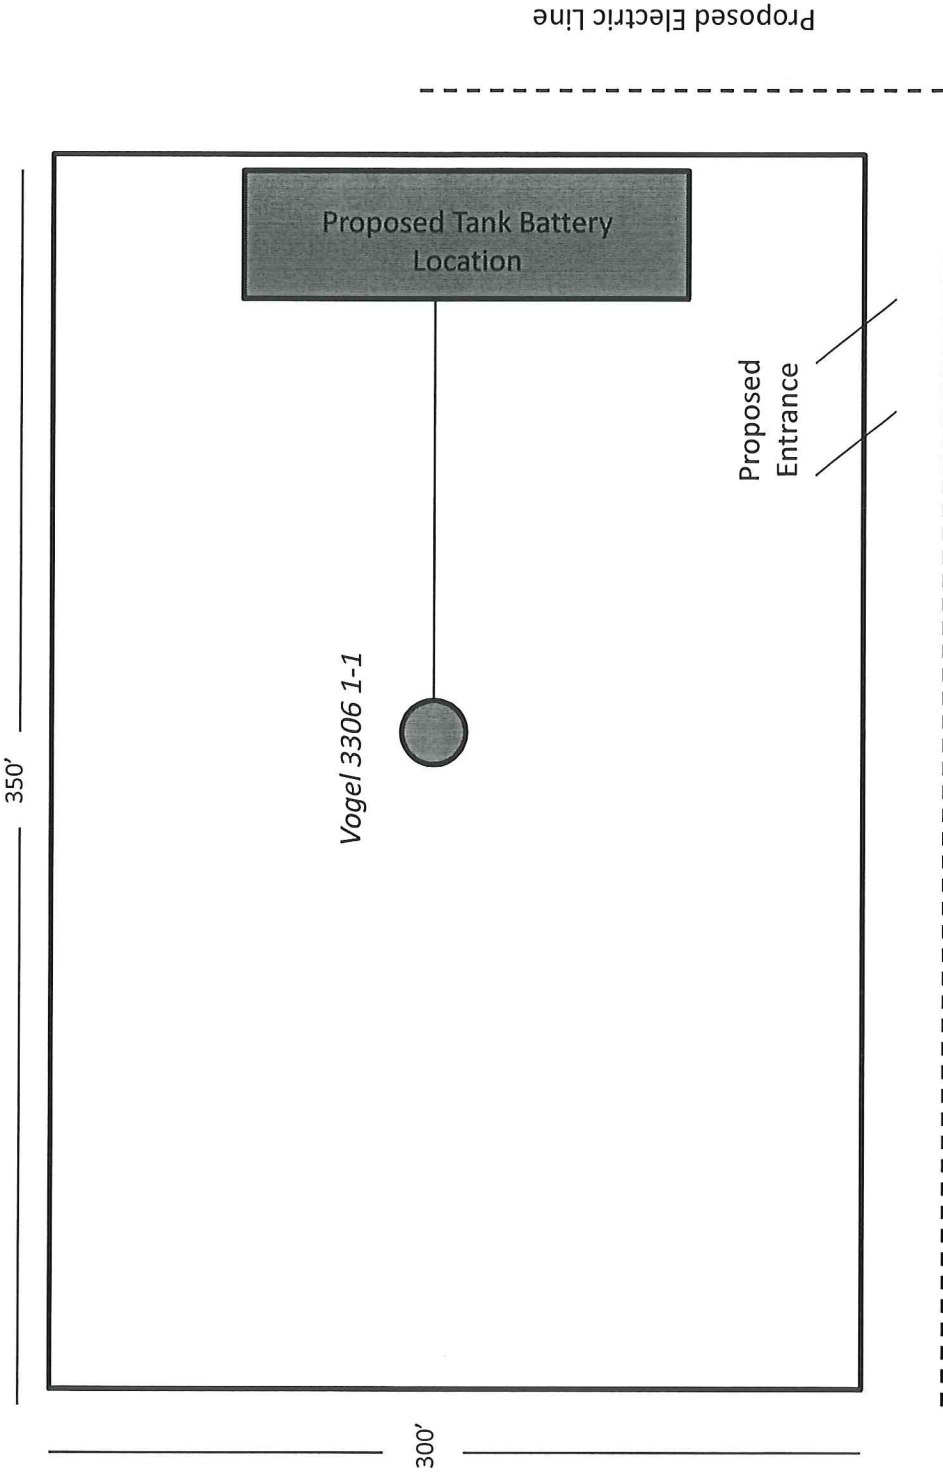 Proposed Electric Line
Proposed Tank Battery
Location
Proposed
Entrance
Vogel 3306 1-1
350'
300'